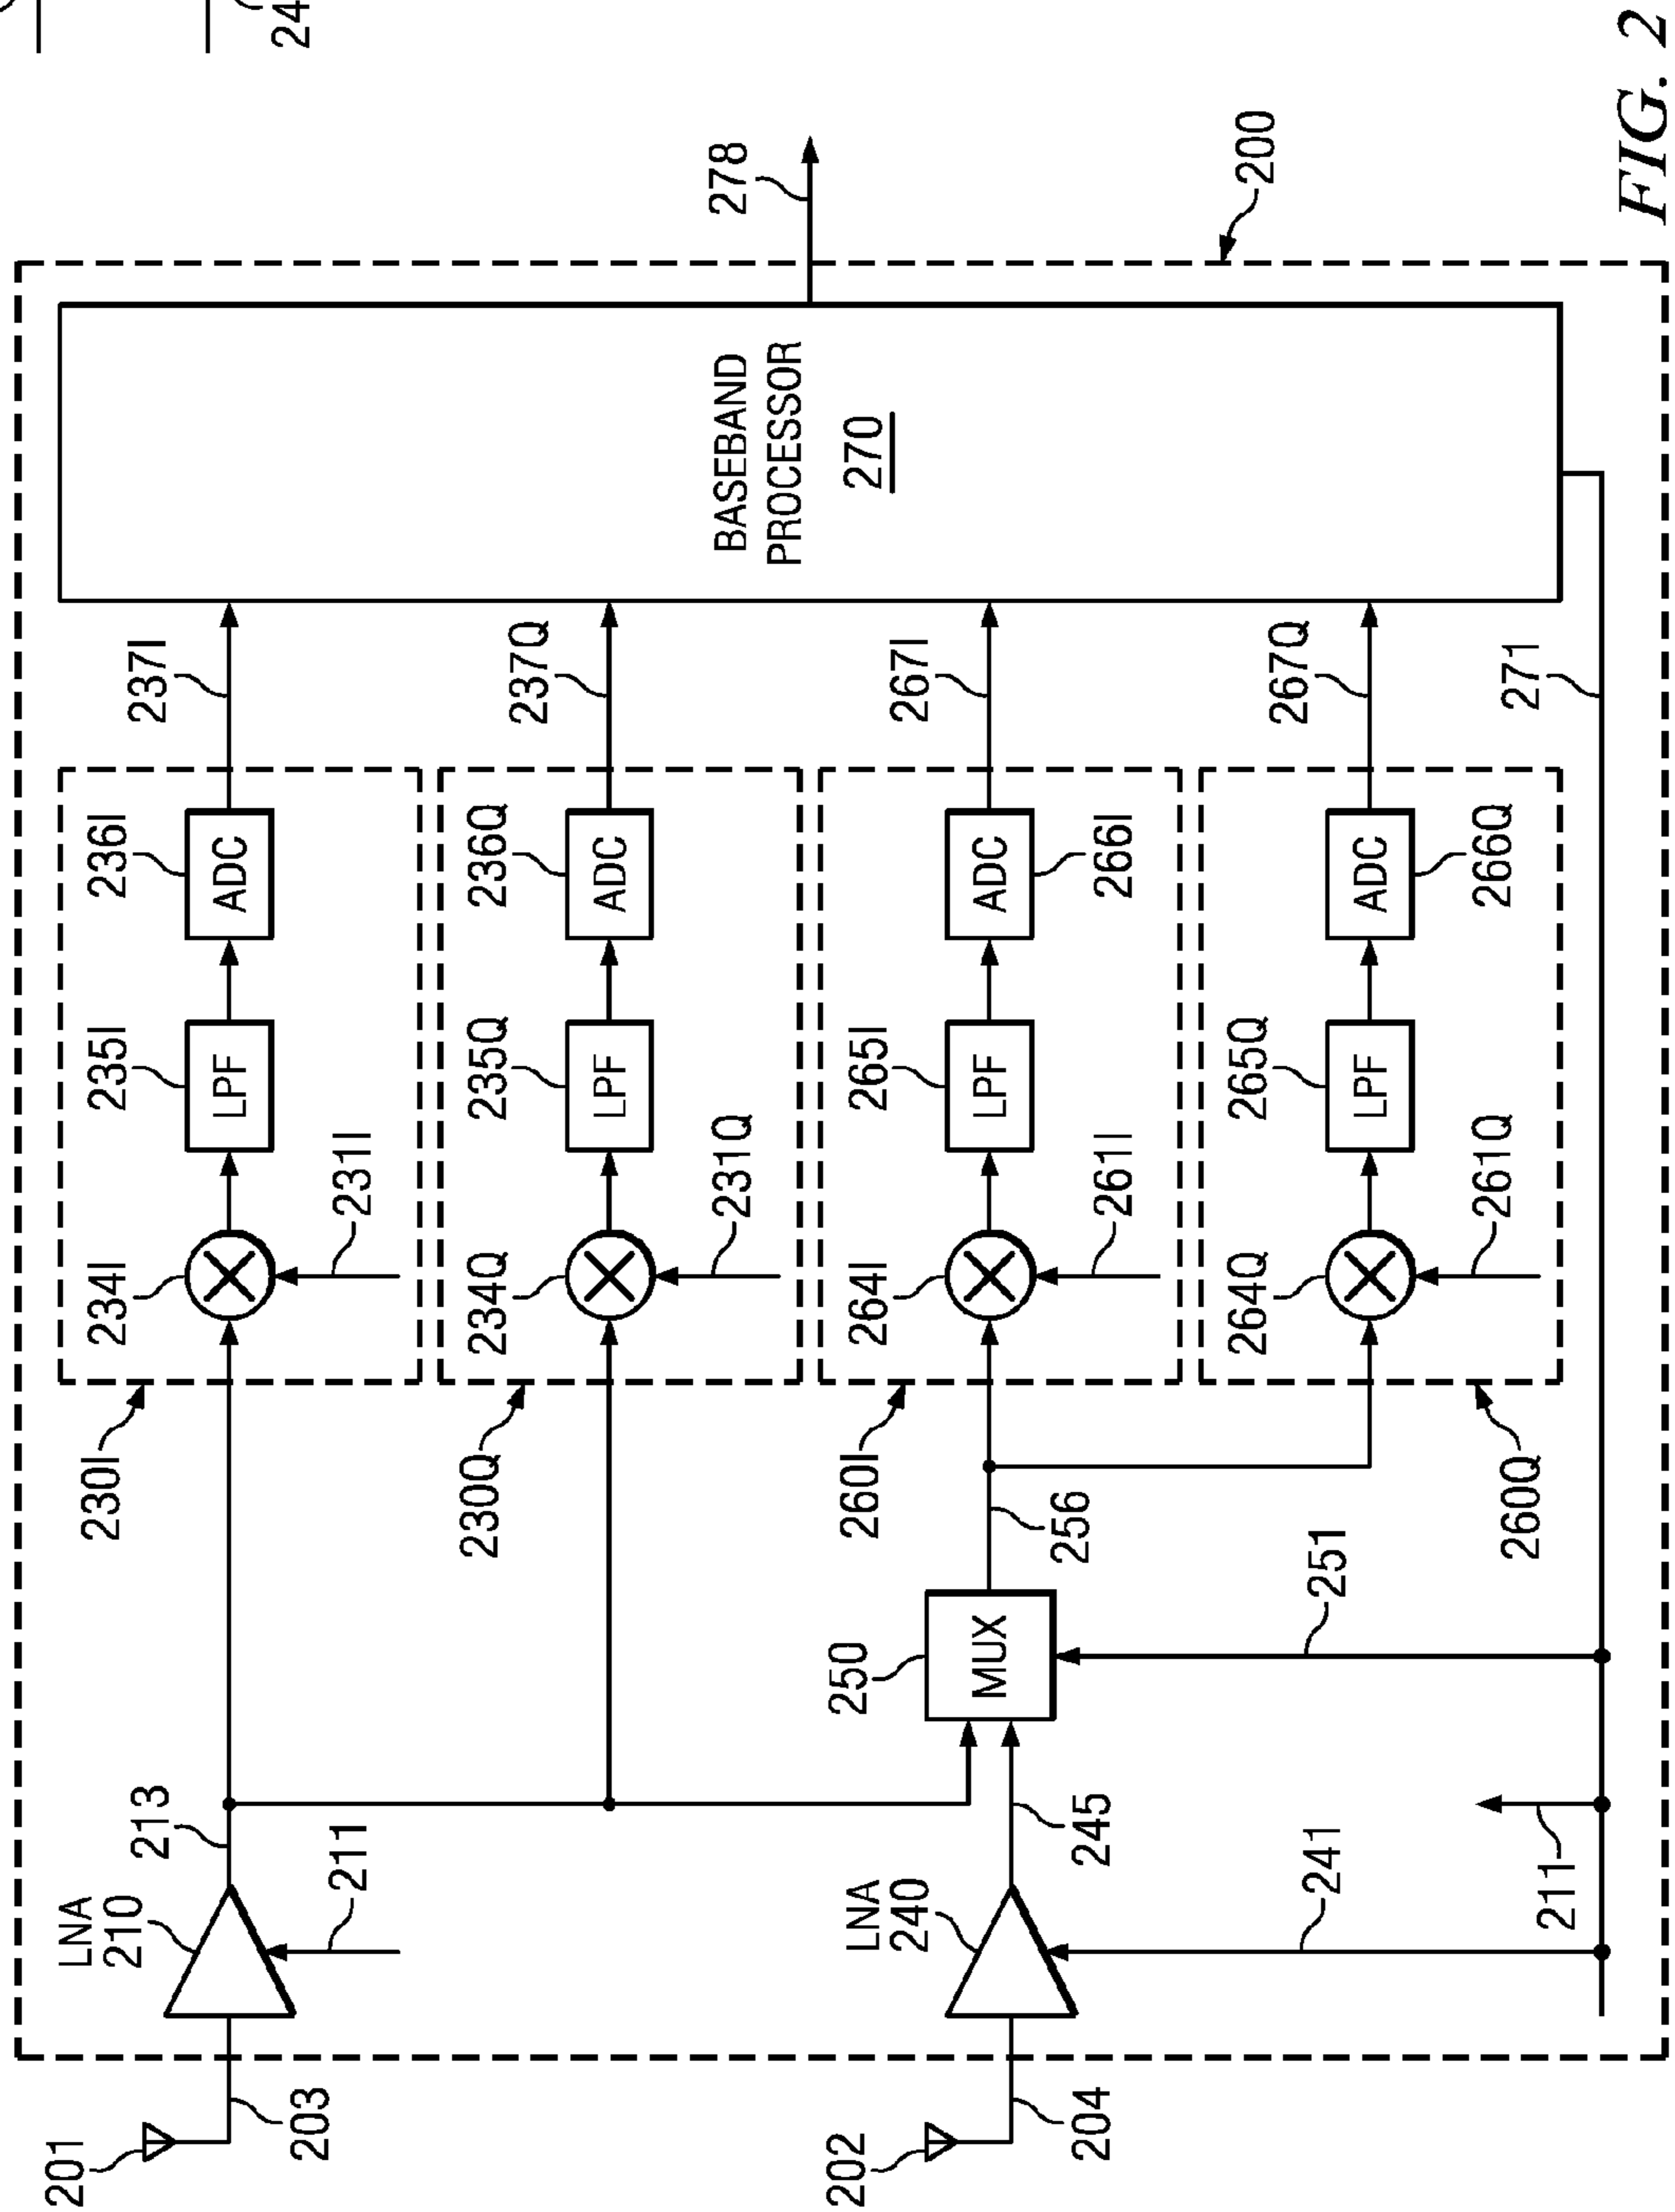 24
201
203
LNA
210
213
211
230I
234I
231I
235I
236I
237I
230Q
234Q
231Q
235Q
236Q
237Q
LPF
ADC
LPF
ADC
202
204
LNA
240
245
241
211
250
MUX
256
251
260I
264I
261I
265I
LPF
266I
ADC
267I
260Q
264Q
261Q
265Q
LPF
266Q
ADC
267Q
271
BASEBAND
PROCESSOR
270
278
200
FIG. 2